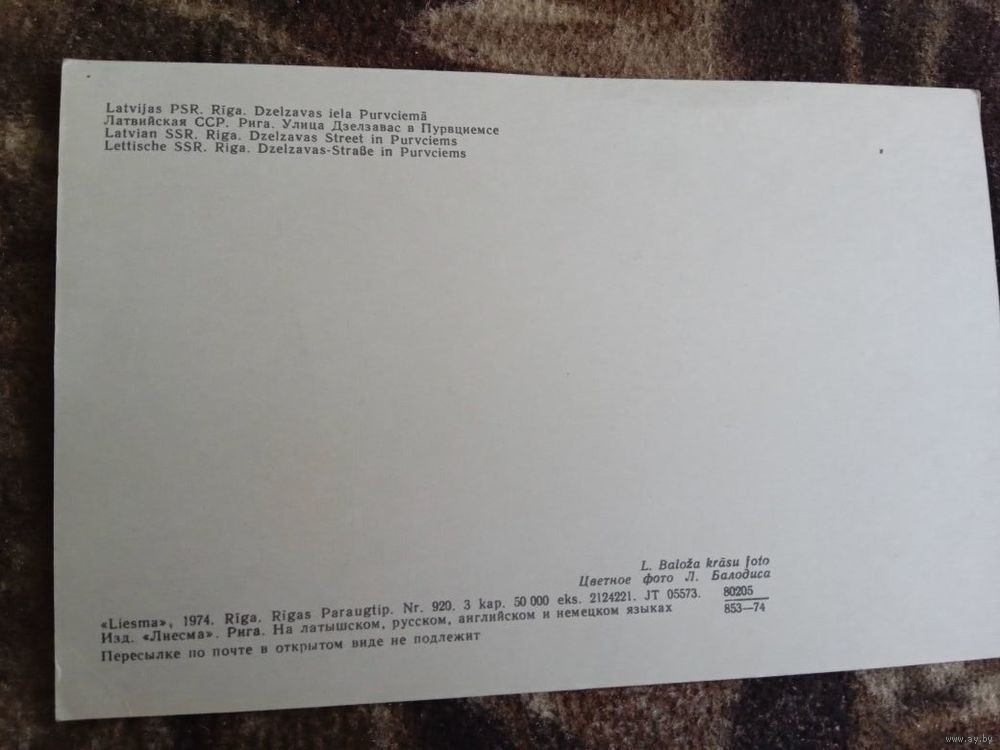 Latvijas PSR. Rīga. Dzelzavas iela Purvciemā
Латвийская ССР. Рига. Улица Дзелзавас в Пурвциемсе
Latvian SSR. Riga. Dzelzavas Street in Purvciems
Lettische SSR. Riga. Dzelzavas-Straße in Purvciems
L. Baloža krāsu foto
Цветное фото Л. Балодиса
«Liesma», 1974. Rīga. Rīgas Paraugtip. Nr. 920. 3 kap. 50 000 eks. 2124221. JT 05573. 80205
853—74
Изд. «Лиесма». Рига. На латышском, русском, английском и немецком языках
Пересылке по почте в открытом виде не подлежит
www.ay.by